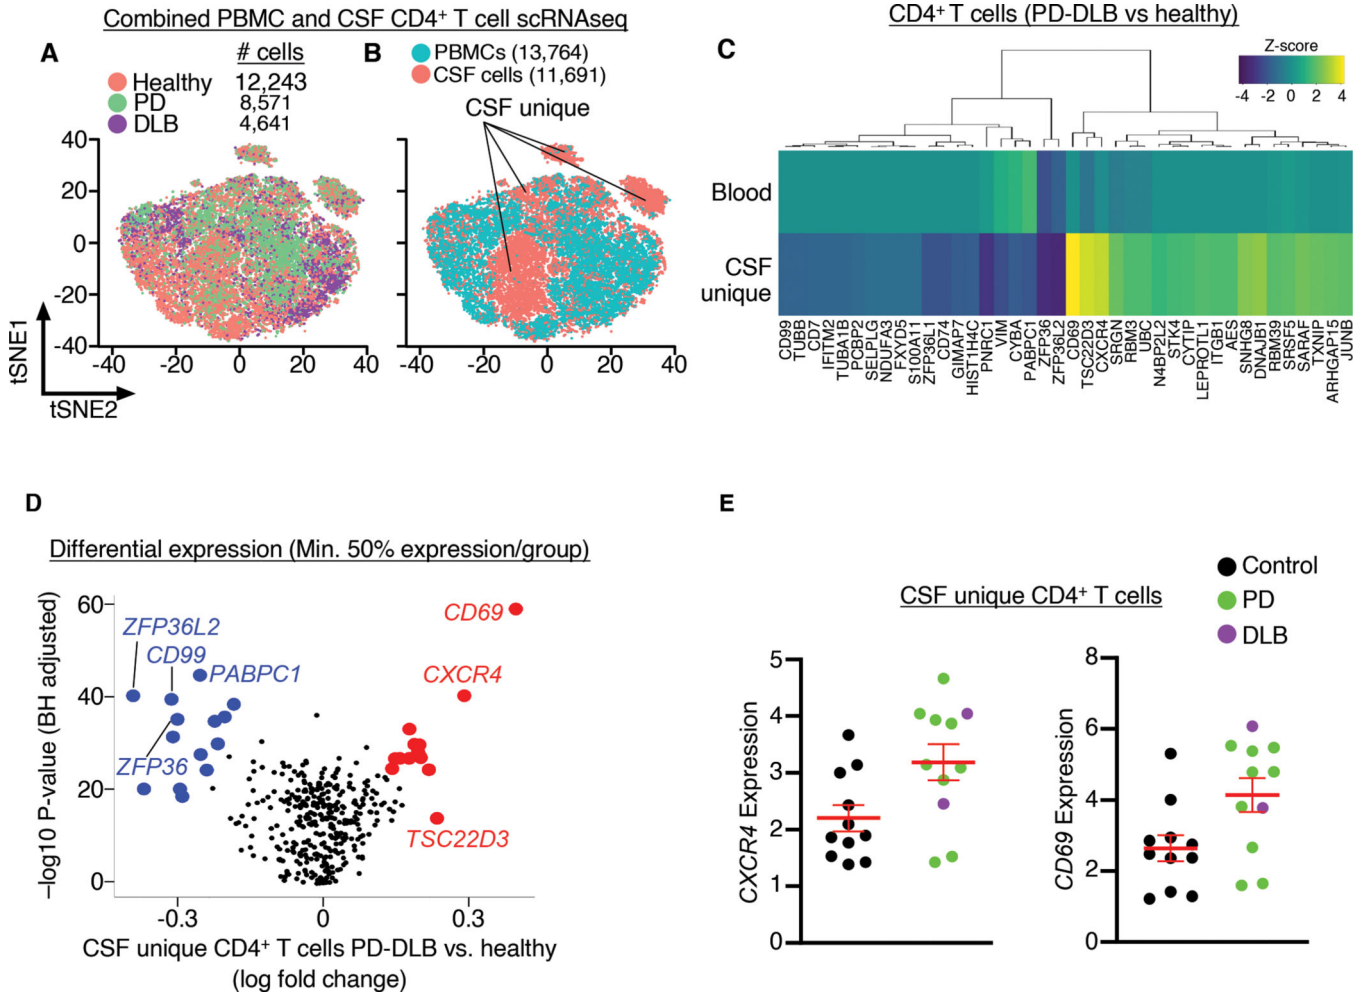 Combined PBMC and CSF CD4⁺ T cell scRNAseq
A
# cells
Healthy 12,243
PD 8,571
DLB 4,641
40
20
0
-20
-40
-40 -20 0 20 40
tSNE1
tSNE2
B
PBMCs (13,764)
CSF cells (11,691)
CSF unique
40
20
0
-20
-40
-40 -20 0 20 40
CD4⁺ T cells (PD-DLB vs healthy)
C
Z-score
-4 -2 0 2 4
Blood
CSF
unique
CD99
TUBB
CD7
IFITM2
TUBA1B
PCBP2
SELPLG
NDUFA3
FXYD5
S100A11
ZFP36L1
CD74
GIMAP7
HIST1H4C
PNRC1
VIM
CYBA
PABPC1
ZFP36
ZFP36L2
CD69
TSC22D3
CXCR4
SRGN
RBM3
UBC
N4BP2L2
STK4
CYTIP
LEPROTL1
ITGB1
AES
SNHG8
DNAJB1
RBM39
SRSF5
SARAF
TXNIP
ARHGAP15
JUNB
D
Differential expression (Min. 50% expression/group)
–log10 P-value (BH adjusted)
60
40
20
0
ZFP36L2
CD99
PABPC1
ZFP36
CD69
CXCR4
TSC22D3
-0.3 0 0.3
CSF unique CD4⁺ T cells PD-DLB vs. healthy
(log fold change)
E
Control
PD
DLB
CSF unique CD4⁺ T cells
CXCR4 Expression
5
4
3
2
1
0
CD69 Expression
8
6
4
2
0